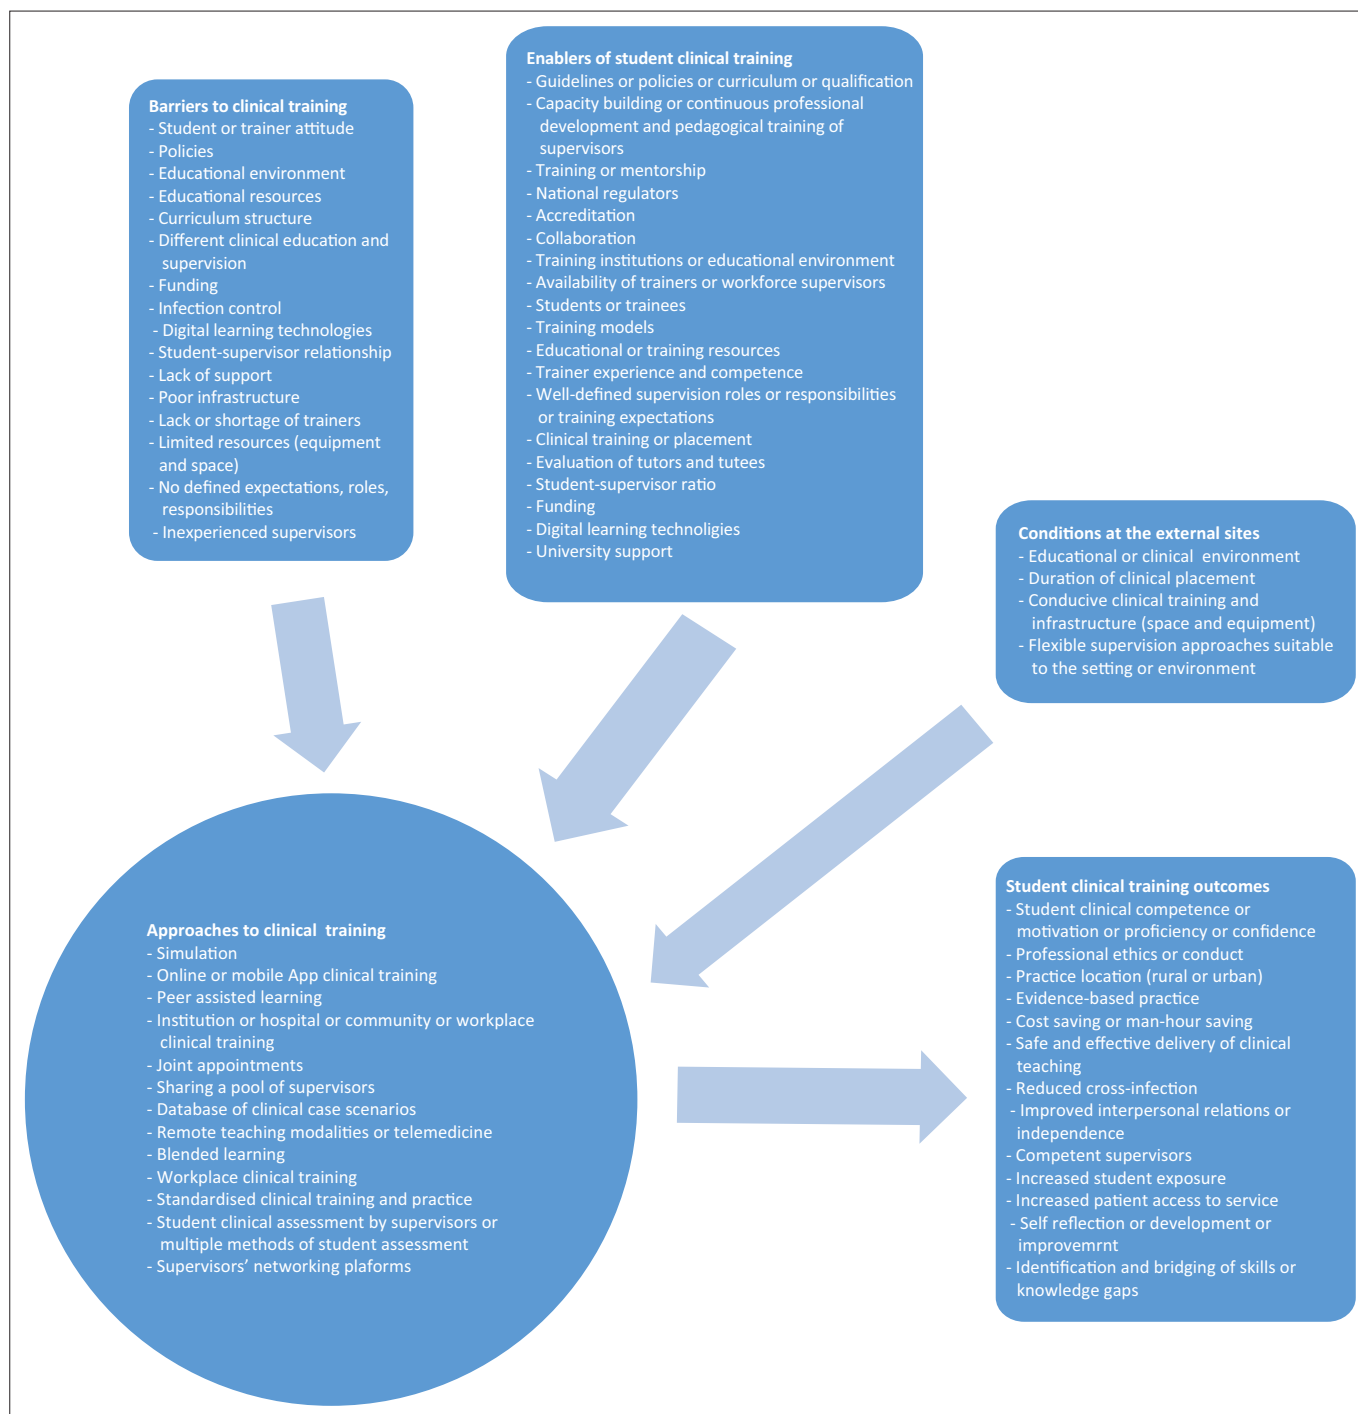 Barriers to clinical training
- Student or trainer attitude
- Policies
- Educational environment
- Educational resources
- Curriculum structure
- Different clinical education and
supervision
- Funding
- Infection control
- Digital learning technologies
- Student-supervisor relationship
- Lack of support
- Poor infrastructure
- Lack or shortage of trainers
- Limited resources (equipment
and space)
- No defined expectations, roles,
responsibilities
- Inexperienced supervisors
Enablers of student clinical training
- Guidelines or policies or curriculum or qualification
- Capacity building or continuous professional
development and pedagogical training of
supervisors
- Training or mentorship
- National regulators
- Accreditation
- Collaboration
- Training institutions or educational environment
- Availability of trainers or workforce supervisors
- Students or trainees
- Training models
- Educational or training resources
- Trainer experience and competence
- Well-defined supervision roles or responsibilities
or training expectations
- Clinical training or placement
- Evaluation of tutors and tutees
- Student-supervisor ratio
- Funding
- Digital learning technoligies
- University support
Conditions at the external sites
- Educational or clinical environment
- Duration of clinical placement
- Conducive clinical training and
infrastructure (space and equipment)
- Flexible supervision approaches suitable
to the setting or environment
Approaches to clinical training
- Simulation
- Online or mobile App clinical training
- Peer assisted learning
- Institution or hospital or community or workplace
clinical training
- Joint appointments
- Sharing a pool of supervisors
- Database of clinical case scenarios
- Remote teaching modalities or telemedicine
- Blended learning
- Workplace clinical training
- Standardised clinical training and practice
- Student clinical assessment by supervisors or
multiple methods of student assessment
- Supervisors’ networking plaforms
Student clinical training outcomes
- Student clinical competence or
motivation or proficiency or confidence
- Professional ethics or conduct
- Practice location (rural or urban)
- Evidence-based practice
- Cost saving or man-hour saving
- Safe and effective delivery of clinical
teaching
- Reduced cross-infection
- Improved interpersonal relations or
independence
- Competent supervisors
- Increased student exposure
- Increased patient access to service
- Self reflection or development or
improvemrnt
- Identification and bridging of skills or
knowledge gaps